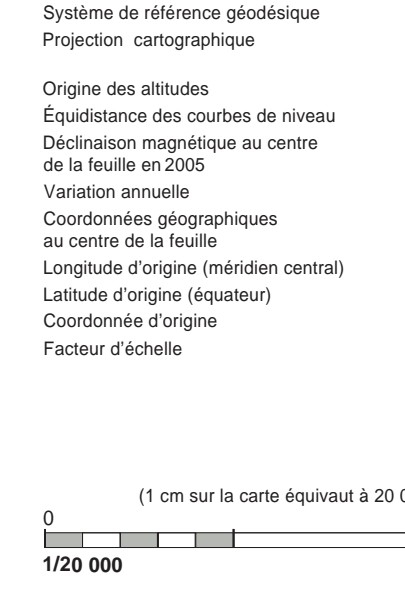 Système de référence géodésique
Projection cartographique
Origine des altitudes
Équidistance des courbes de niveau
Déclinaison magnétique au centre
de la feuille en 2005
Variation annuelle
Coordonnées géographiques
au centre de la feuille
Longitude d'origine (méridien central)
Latitude d'origine (équateur)
Coordonnée d'origine
Facteur d'échelle
(1 cm sur la carte équivaut à 20 0
0
1/20 000